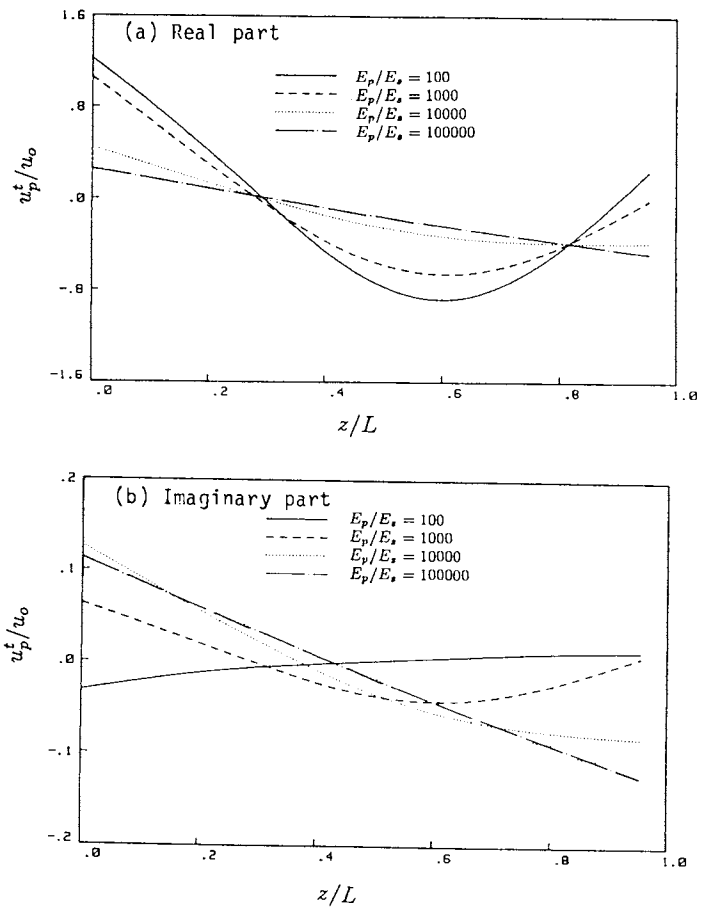 (a) Real part
1.6
.8
.0
-.8
-1.6
E_p/E_s = 100
E_p/E_s = 1000
E_p/E_s = 10000
E_p/E_s = 100000
u_p^t/u_o
.0 .2 .4 .6 .8 1.0
z/L
(b) Imaginary part
.2
.1
.0
-.1
-.2
E_p/E_s = 100
E_p/E_s = 1000
E_p/E_s = 10000
E_p/E_s = 100000
u_p^t/u_o
.0 .2 .4 .6 .8 1.0
z/L